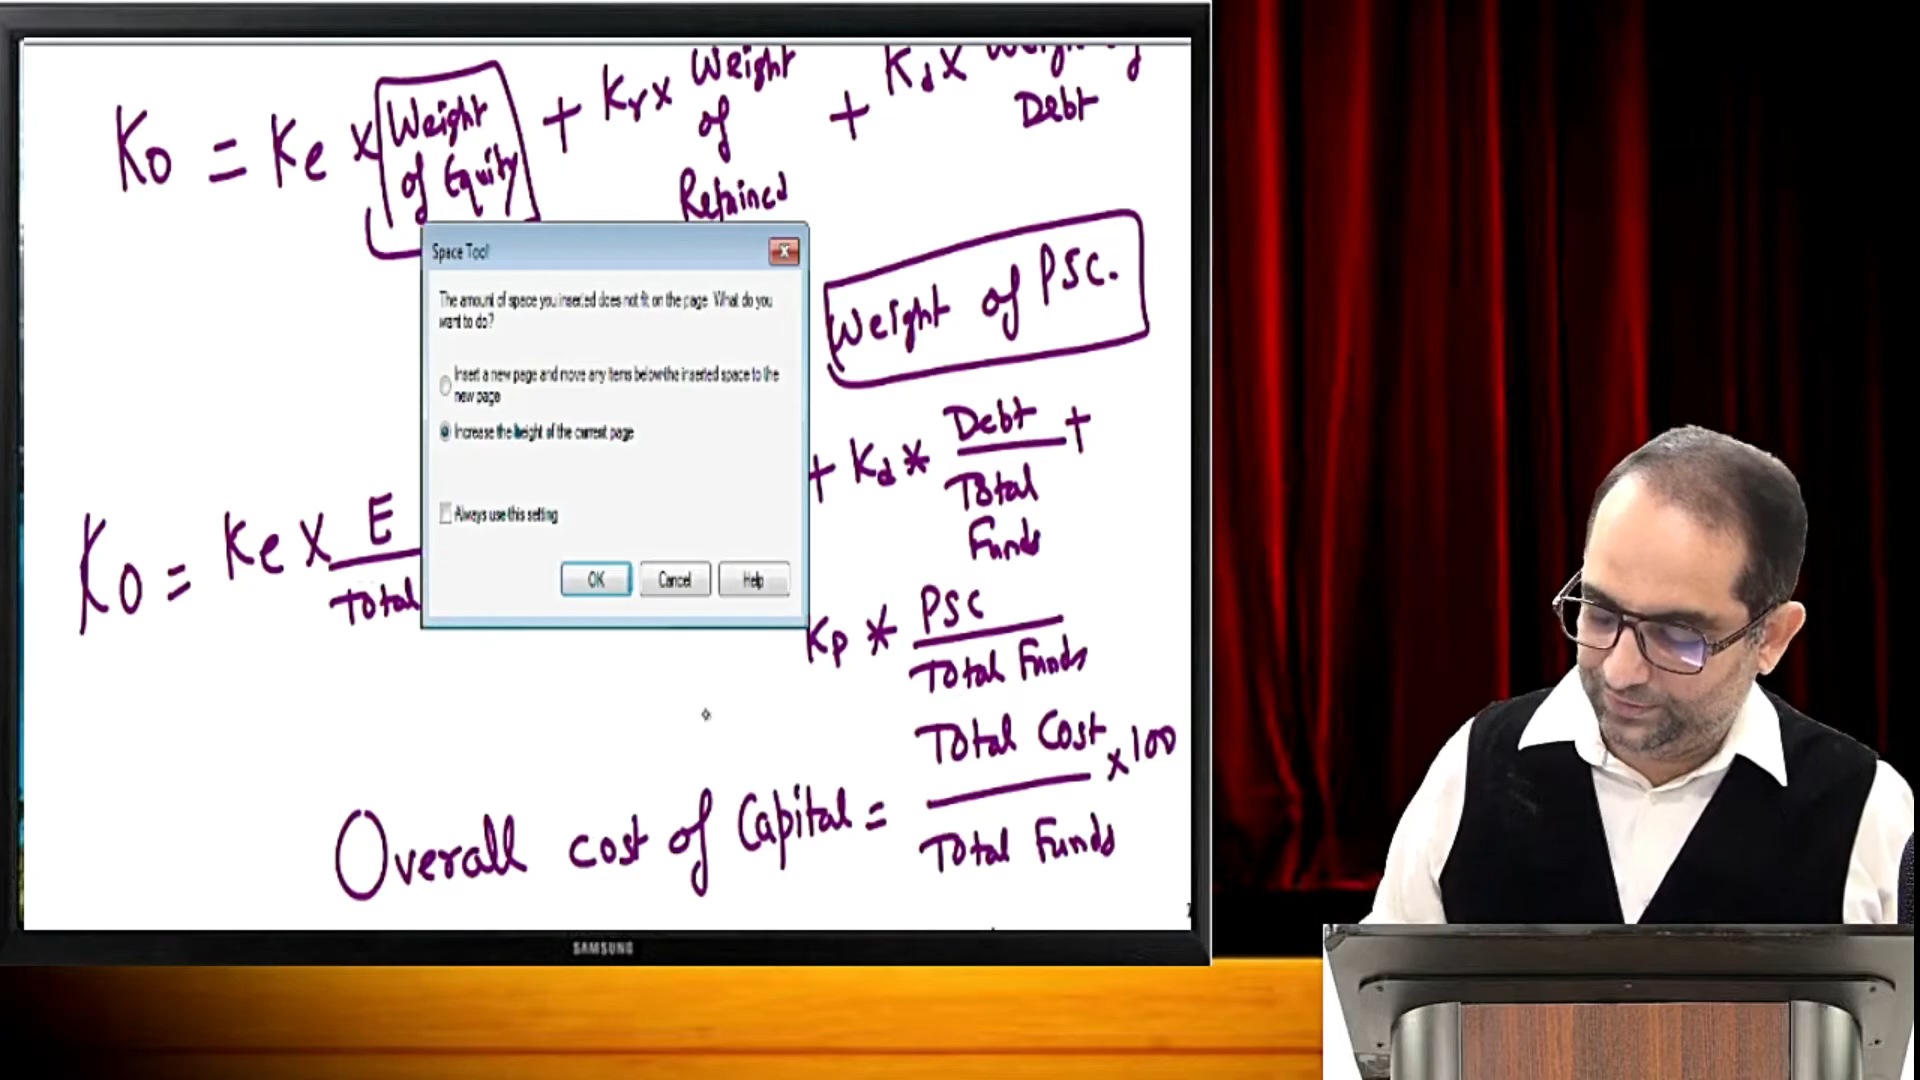 Ko = Ke x Weight of Equity + Kr x Weight of Retained + Kd x Debt
Weight of PSC.
Space Tool
The amount of space you inserted does not fit on the page. What do you
want to do?
Insert a new page and move any items below the inserted space to the
new page
Increase the height of the current page
Always use this setting
OK Cancel Help
Ko = Ke x E / Total
+ Kd * Debt / Total Funds +
Kp * PSC / Total Funds
Overall cost of Capital = Total Cost / Total Funds x 100
SAMSUNG